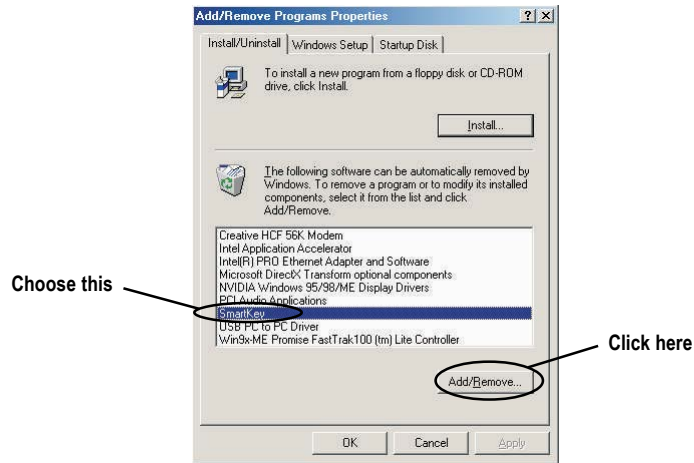 Add/Remove Programs Properties
Install/Uninstall Windows Setup Startup Disk
To install a new program from a floppy disk or CD-ROM
drive, click Install.
Install...
The following software can be automatically removed by
Windows. To remove a program or to modify its installed
components, select it from the list and click
Add/Remove.
Creative HCF 56K Modem
Intel Application Accelerator
Intel(R) PRO Ethernet Adapter and Software
Microsoft DirectX Transform optional components
NVIDIA Windows 95/98/ME Display Drivers
PCI Audio Applications
Choose this
SmartKey
USB PC to PC Driver
Win9x-ME Promise FastTrak100 (tm) Lite Controller
Click here
Add/Remove...
OK Cancel Apply